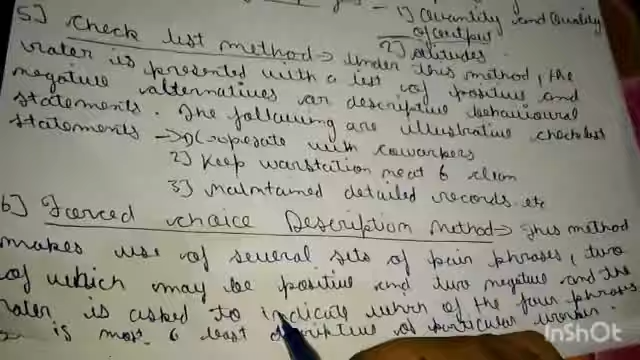 1) Quantity and Quality
of output
5) Check list method → Under this method, the
2) Attitudes.
rater is presented with a list of positive and
negative alternatives or descriptive behavioural
statements. The following are illustrative checklist
statements → 1) Cooperate with coworkers
2) Keep workstation neat & clean
3) Maintained detailed records. etc
6) Forced choice Description method → This method
makes use of several sets of pair phrases, two
of which may be positive and two negative and the
rater is asked to indicate which of the four phrases
is most & least descriptive of particular worker.
InShOt